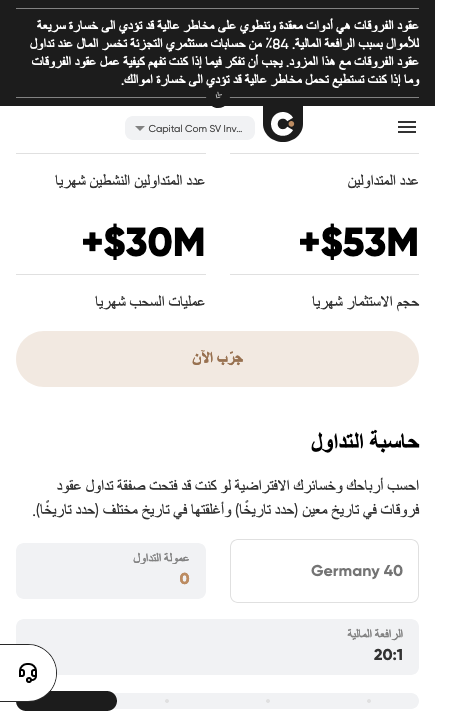 عقود الفروقات هي أدوات معقدة وتنطوي على مخاطر عالية قد تؤدي الى خسارة سريعة
للأموال بسبب الرافعة المالية. 84٪ من حسابات مستثمري التجزئة تخسر المال عند تداول
عقود الفروقات مع هذا المزود. يجب أن تفكر فيما إذا كنت تفهم كيفية عمل عقود الفروقات
وما إذا كنت تستطيع تحمل مخاطر عالية قد تؤدي الى خسارة اموالك.
Capital Com SV Inv...
عدد المتداولين
عدد المتداولين النشطين شهريا
$53M+
$30M+
حجم الاستثمار شهريا
عمليات السحب شهريا
جرّب الآن
حاسبة التداول
احسب أرباحك وخسائرك الافتراضية لو كنت قد فتحت صفقة تداول عقود
فروقات في تاريخ معين (حدد تاريخًا) وأغلقتها في تاريخ مختلف (حدد تاريخًا).
Germany 40
عمولة التداول
0
الرافعة المالية
20:1